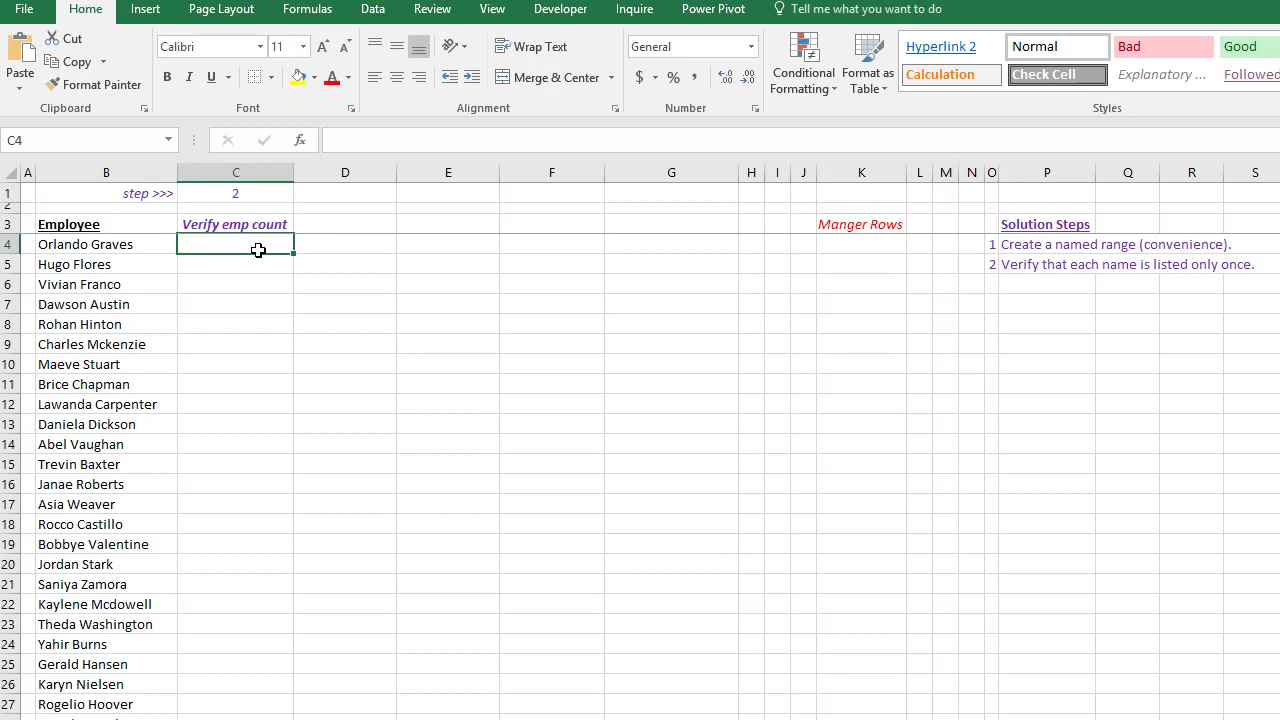 File Home Insert Page Layout Formulas Data Review View Developer Inquire Power Pivot Tell me what you want to do
Cut
Copy
Format Painter
Paste
Clipboard
Calibri 11
B I U
Font
Wrap Text
Merge & Center
Alignment
General
$ % ,
Number
Conditional Formatting
Format as Table
Hyperlink 2 Normal Bad Good
Calculation Check Cell Explanatory ... Followed
Styles
C4 fx
A B C D E F G H I J K L M N O P Q R S
1 step >>> 2
2
3 Employee Verify emp count Manger Rows Solution Steps
4 Orlando Graves 1 Create a named range (convenience).
5 Hugo Flores 2 Verify that each name is listed only once.
6 Vivian Franco
7 Dawson Austin
8 Rohan Hinton
9 Charles Mckenzie
10 Maeve Stuart
11 Brice Chapman
12 Lawanda Carpenter
13 Daniela Dickson
14 Abel Vaughan
15 Trevin Baxter
16 Janae Roberts
17 Asia Weaver
18 Rocco Castillo
19 Bobbye Valentine
20 Jordan Stark
21 Saniya Zamora
22 Kaylene Mcdowell
23 Theda Washington
24 Yahir Burns
25 Gerald Hansen
26 Karyn Nielsen
27 Rogelio Hoover